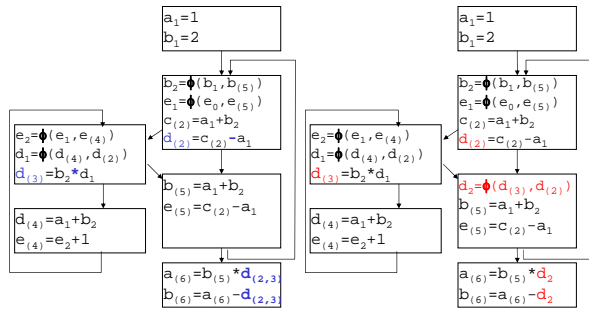 a₁=1
b₁=2
b₂=ϕ(b₁,b₍₅₎)
e₁=ϕ(e₀,e₍₅₎)
c₍₂₎=a₁+b₂
d₍₂₎=c₍₂₎-a₁
e₂=ϕ(e₁,e₍₄₎)
d₁=ϕ(d₍₄₎,d₍₂₎)
d₍₃₎=b₂*d₁
b₍₅₎=a₁+b₂
e₍₅₎=c₍₂₎-a₁
d₍₄₎=a₁+b₂
e₍₄₎=e₂+1
a₍₆₎=b₍₅₎*d₍₂,₃₎
b₍₆₎=a₍₆₎-d₍₂,₃₎
a₁=1
b₁=2
b₂=ϕ(b₁,b₍₅₎)
e₁=ϕ(e₀,e₍₅₎)
c₍₂₎=a₁+b₂
d₍₂₎=c₍₂₎-a₁
e₂=ϕ(e₁,e₍₄₎)
d₁=ϕ(d₍₄₎,d₍₂₎)
d₍₃₎=b₂*d₁
d₂=ϕ(d₍₃₎,d₍₂₎)
b₍₅₎=a₁+b₂
e₍₅₎=c₍₂₎-a₁
d₍₄₎=a₁+b₂
e₍₄₎=e₂+1
a₍₆₎=b₍₅₎*d₂
b₍₆₎=a₍₆₎-d₂